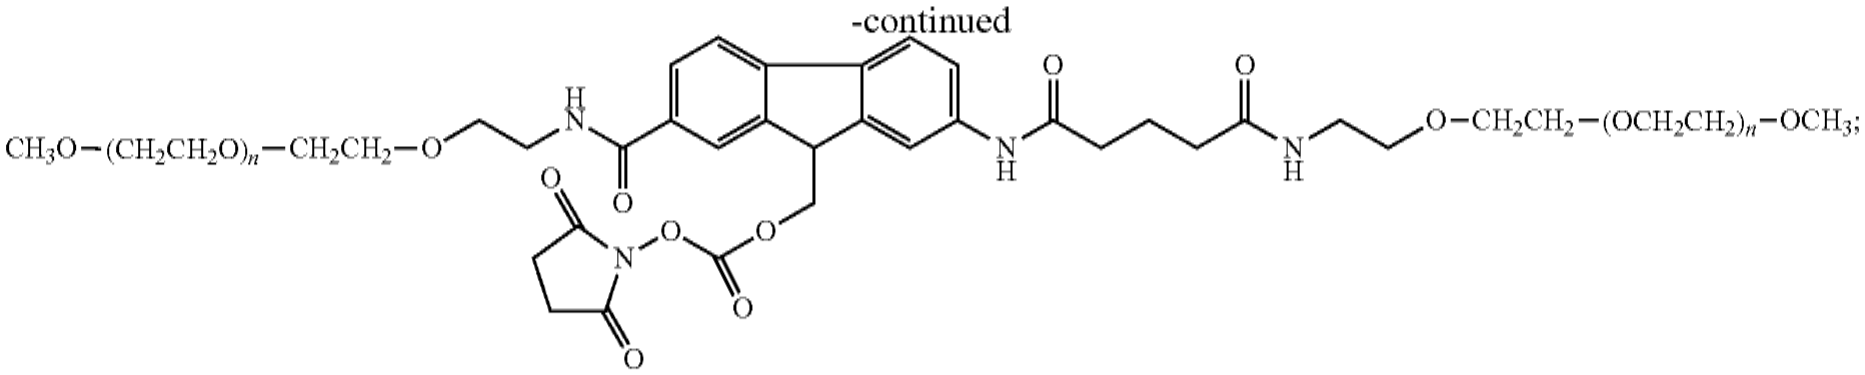 -continued
O O
H
N
CH₃O—(CH₂CH₂O)ₙ—CH₂CH₂—O N H N H O—CH₂CH₂—(OCH₂CH₂)ₙ—OCH₃;
O O
O O
N
O
O